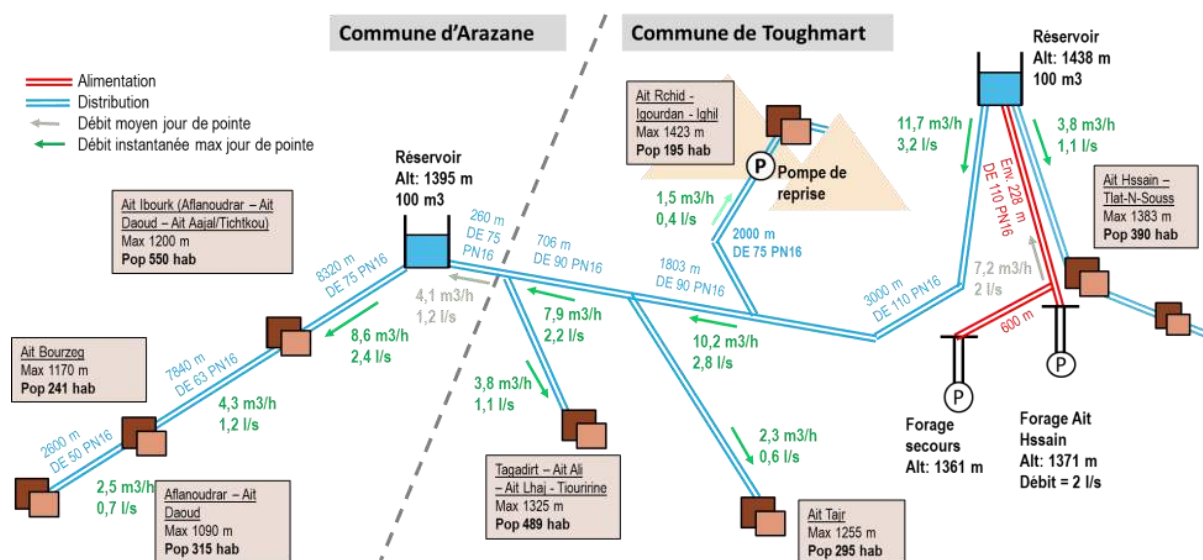 Commune d'Arazane
Commune de Toughmart
Alimentation
Distribution
Débit moyen jour de pointe
Débit instantanée max jour de pointe
Ait Ibourk (Aflanoudrar – Ait
Daoud – Ait Aajal/Tichtkou)
Max 1200 m
Pop 550 hab
Réservoir
Alt: 1395 m
100 m3
Ait Rchid -
Igourdan - Ighil
Max 1423 m
Pop 195 hab
P
Pompe de
reprise
1,5 m3/h
0,4 l/s
2000 m
DE 75 PN16
Réservoir
Alt: 1438 m
100 m3
11,7 m3/h
3,2 l/s
3,8 m3/h
1,1 l/s
Env. 228 m
DE 110 PN16
Ait Hssain –
Tlat-N-Souss
Max 1383 m
Pop 390 hab
7,2 m3/h
2 l/s
600 m
3000 m
DE 110 PN16
260 m
DE 75
PN16
706 m
DE 90 PN16
1803 m
DE 90 PN16
8320 m
DE 75 PN16
4,1 m3/h
1,2 l/s
7,9 m3/h
2,2 l/s
10,2 m3/h
2,8 l/s
8,6 m3/h
2,4 l/s
Ait Bourzeg
Max 1170 m
Pop 241 hab
7840 m
DE 63 PN16
4,3 m3/h
1,2 l/s
3,8 m3/h
1,1 l/s
2,3 m3/h
0,6 l/s
P
P
Forage
secours
Alt: 1361 m
Forage Ait
Hssain
Alt: 1371 m
Débit = 2 l/s
2600 m
DE 50 PN16
2,5 m3/h
0,7 l/s
Aflanoudrar – Ait
Daoud
Max 1090 m
Pop 315 hab
Tagadirt – Ait Ali
– Ait Lhaj - Tiouririne
Max 1325 m
Pop 489 hab
Ait Tair
Max 1255 m
Pop 295 hab